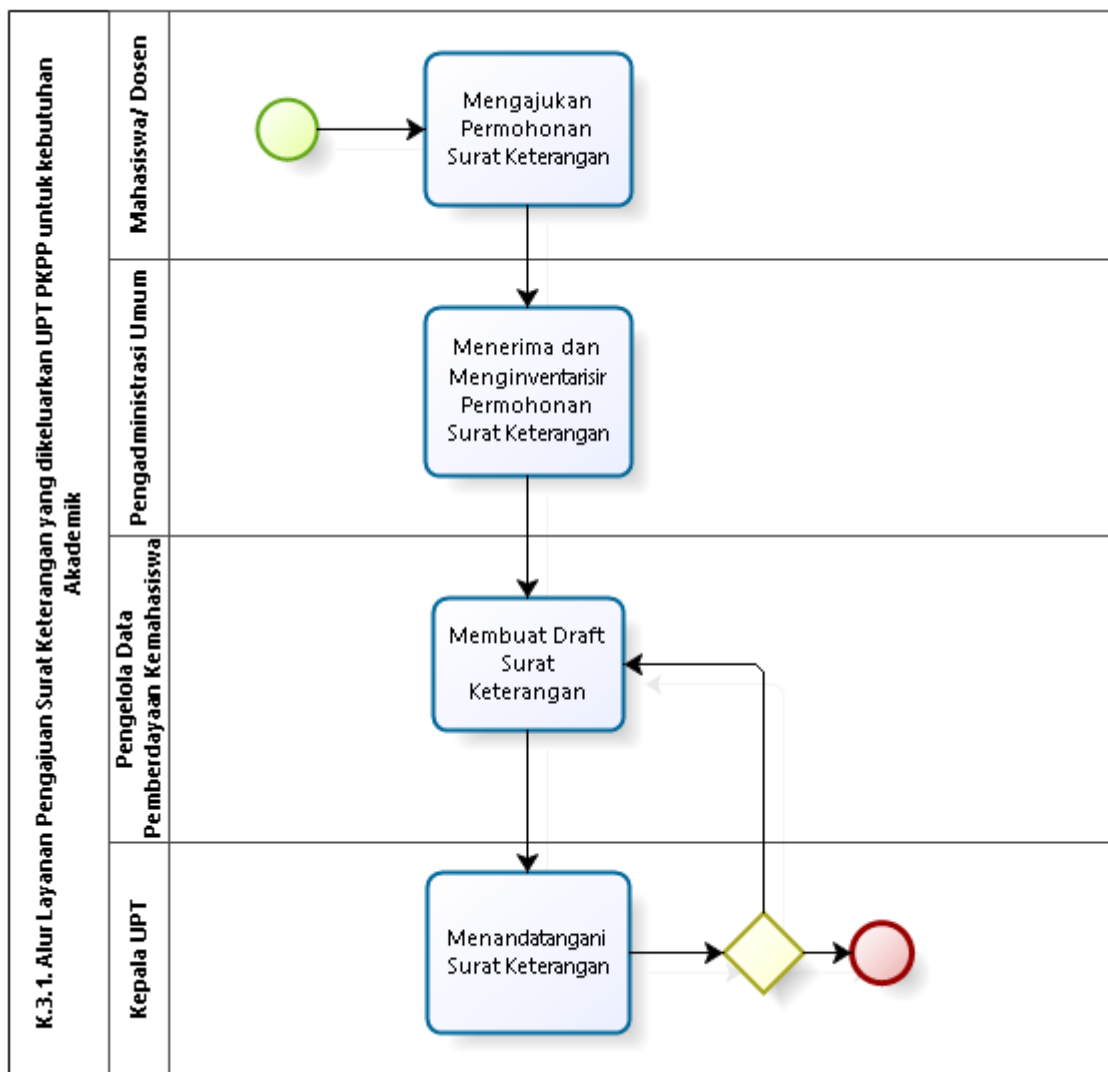 K.3.1. Alur Layanan Pengajuan Surat Keterangan yang dikeluarkan UPT PKPP untuk kebutuhan
Akademik
Mahasiswa/ Dosen
Mengajukan
Permohonan
Surat Keterangan
Pengadministrasi Umum
Menerima dan
Menginventarisir
Permohonan
Surat Keterangan
Pengelola Data
Pemberdayaan Kemahasiswa
Membuat Draft
Surat
Keterangan
Kepala UPT
Menandatangani
Surat Keterangan